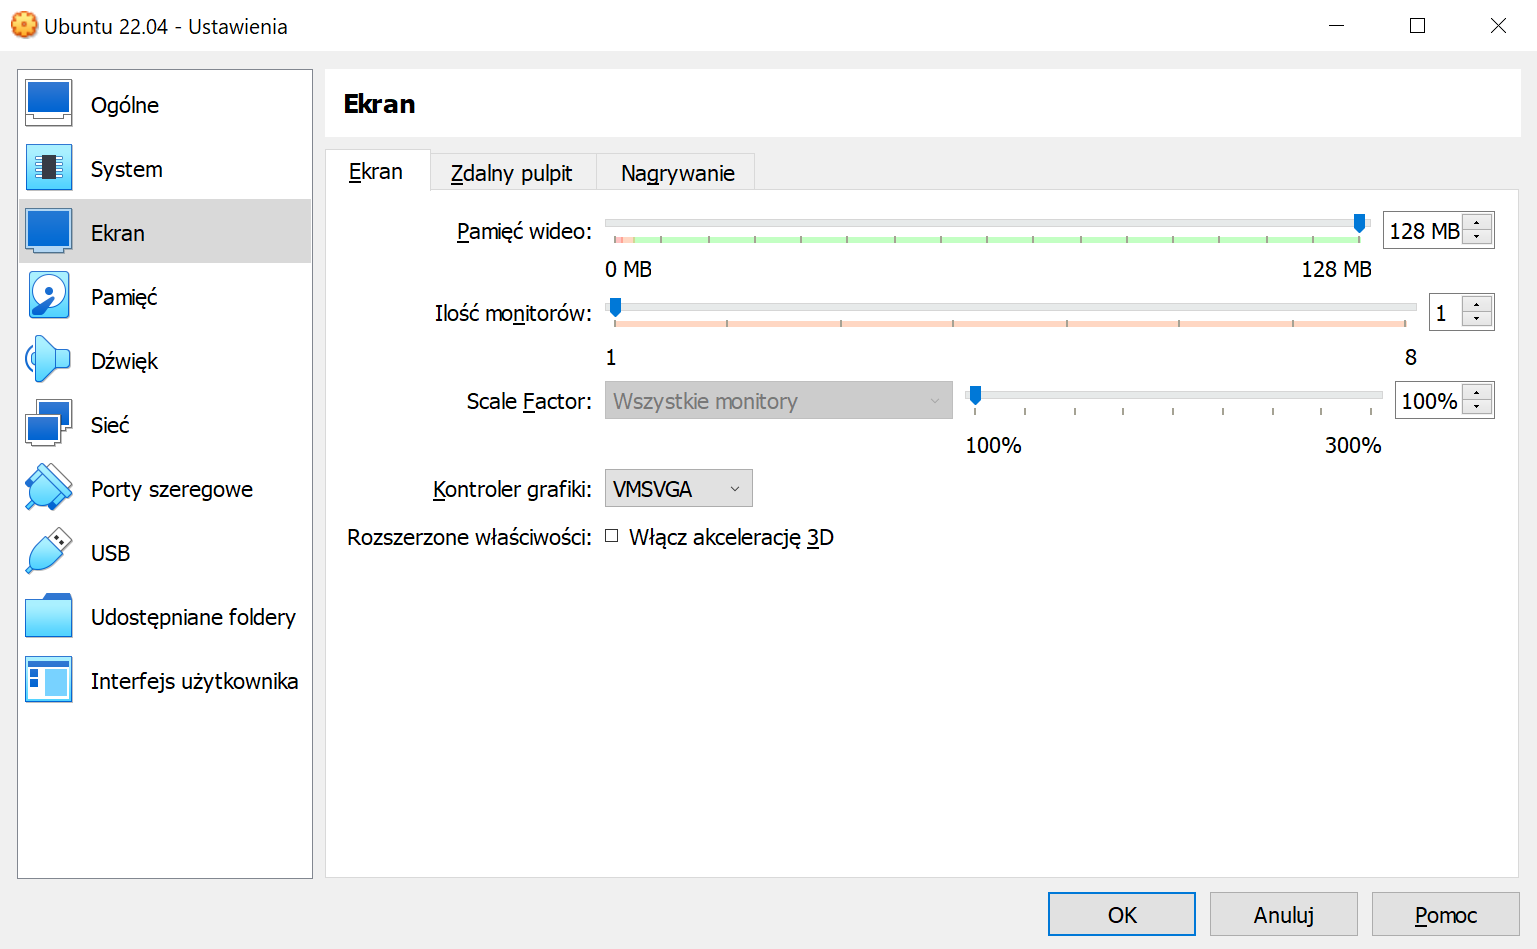 Ubuntu 22.04 - Ustawienia
Ogólne
System
Ekran
Pamięć
Dźwięk
Sieć
Porty szeregowe
USB
Udostępniane foldery
Interfejs użytkownika
Ekran
Ekran Zdalny pulpit Nagrywanie
Pamięć wideo: 128 MB
0 MB 128 MB
Ilość monitorów: 1
1 8
Scale Factor: Wszystkie monitory 100%
100% 300%
Kontroler grafiki: VMSVGA
Rozszerzone właściwości: Włącz akcelerację 3D
OK Anuluj Pomoc